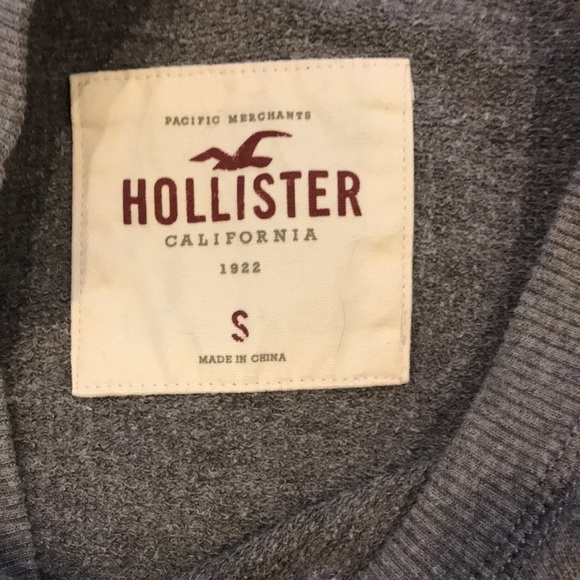 PACIFIC MERCHANTS
HOLLISTER
CALIFORNIA
1922
S
MADE IN CHINA